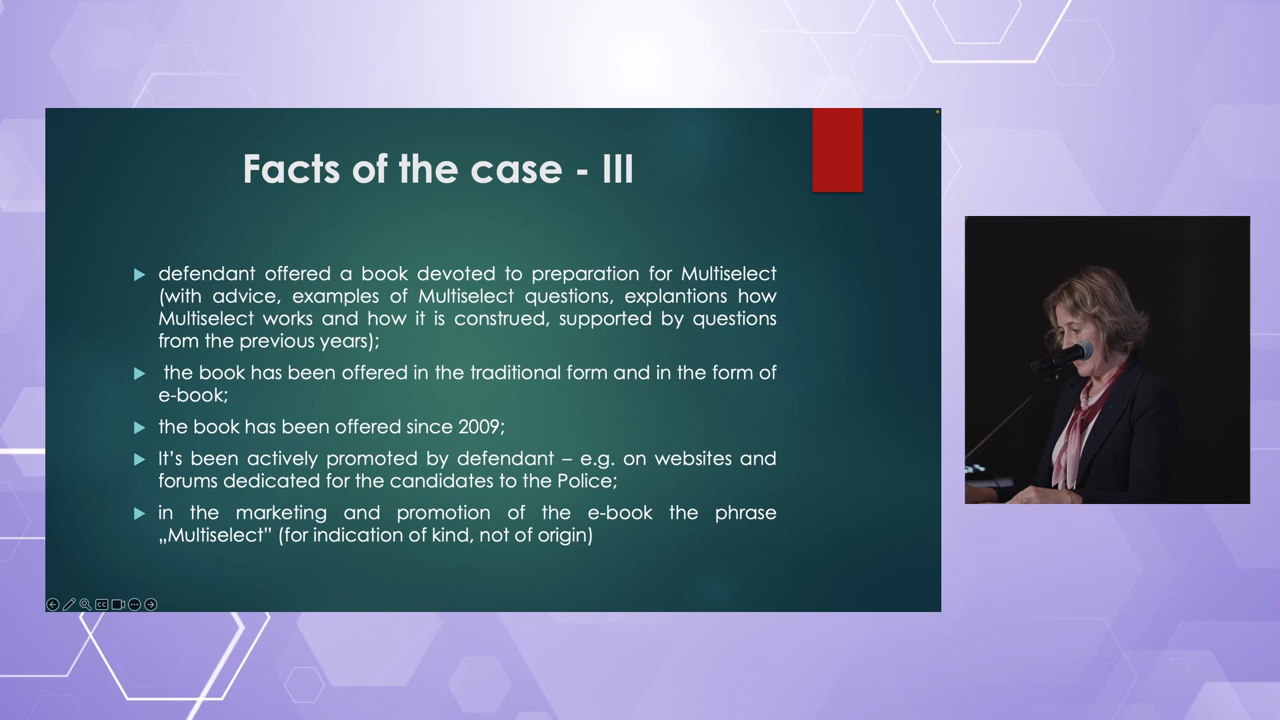 Facts of the case - III
defendant offered a book devoted to preparation for Multiselect
(with advice, examples of Multiselect questions, explantions how
Multiselect works and how it is construed, supported by questions
from the previous years);
the book has been offered in the traditional form and in the form of
e-book;
the book has been offered since 2009;
It's been actively promoted by defendant – e.g. on websites and
forums dedicated for the candidates to the Police;
in the marketing and promotion of the e-book the phrase
„Multiselect” (for indication of kind, not of origin)
CC